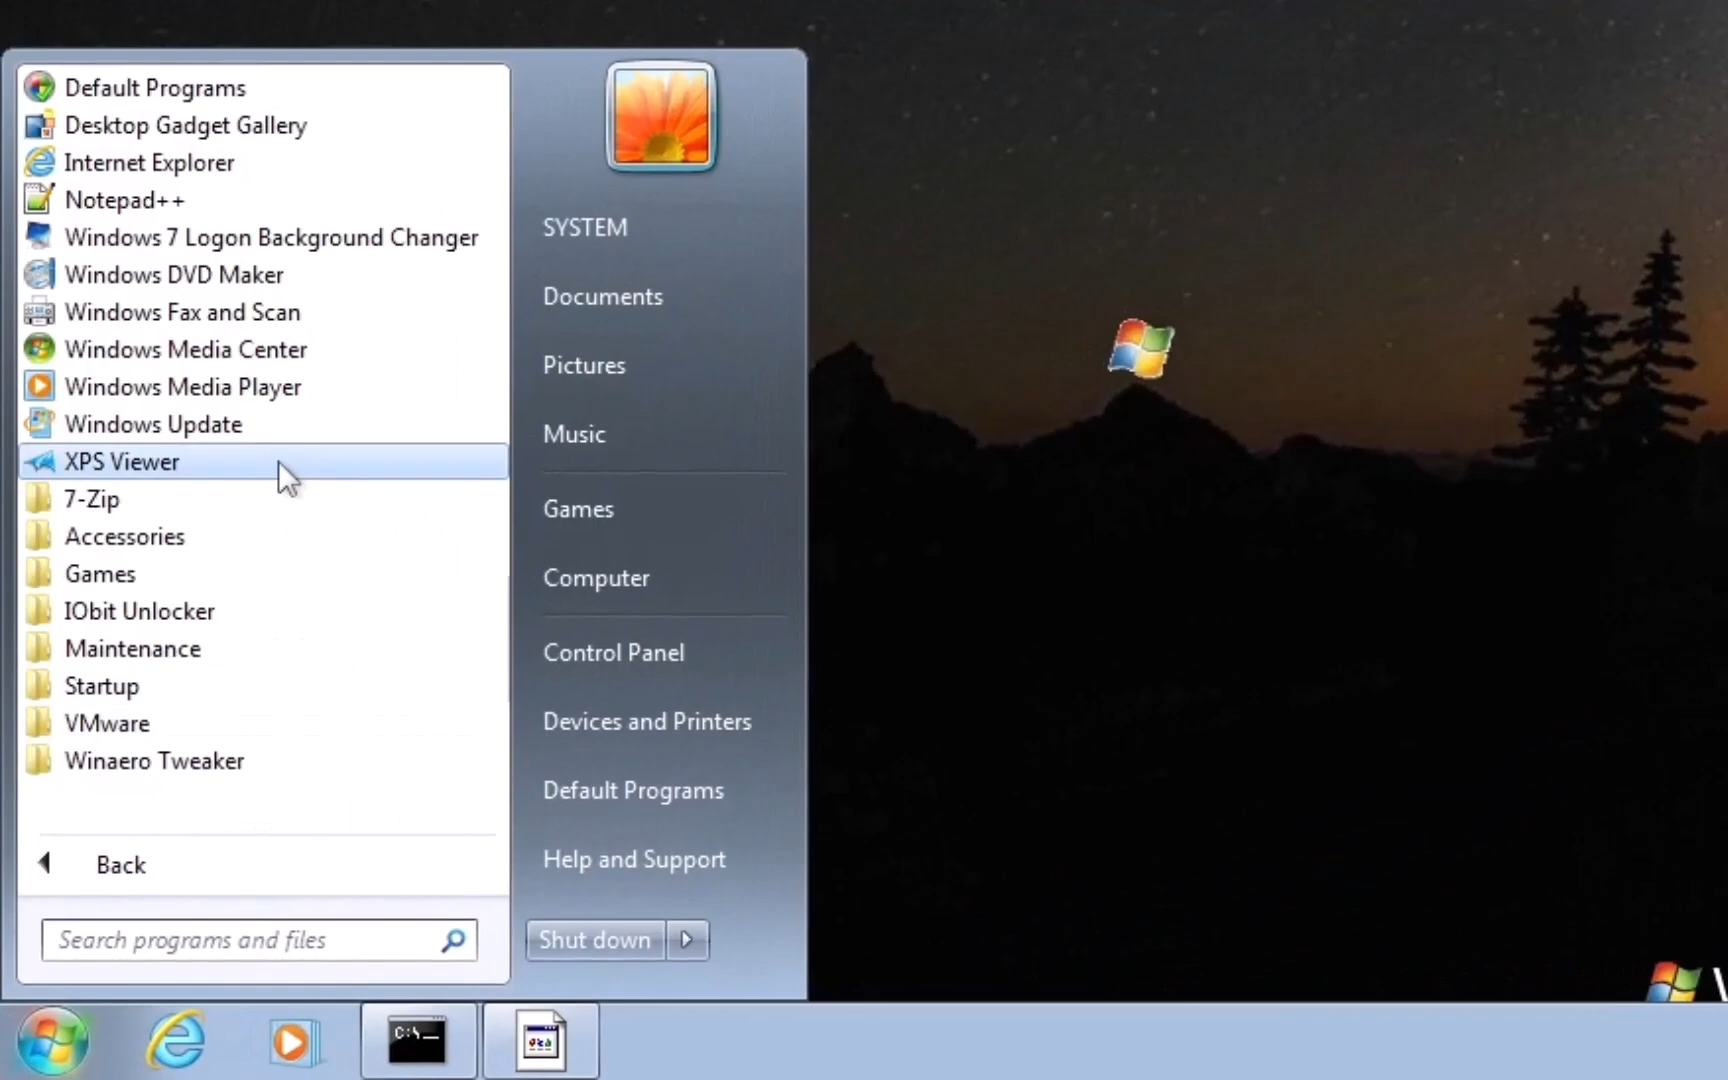 Default Programs
Desktop Gadget Gallery
Internet Explorer
Notepad++
Windows 7 Logon Background Changer
Windows DVD Maker
Windows Fax and Scan
Windows Media Center
Windows Media Player
Windows Update
XPS Viewer
7-Zip
Accessories
Games
IObit Unlocker
Maintenance
Startup
VMware
Winaero Tweaker
Back
Search programs and files
SYSTEM
Documents
Pictures
Music
Games
Computer
Control Panel
Devices and Printers
Default Programs
Help and Support
Shut down
C:\_